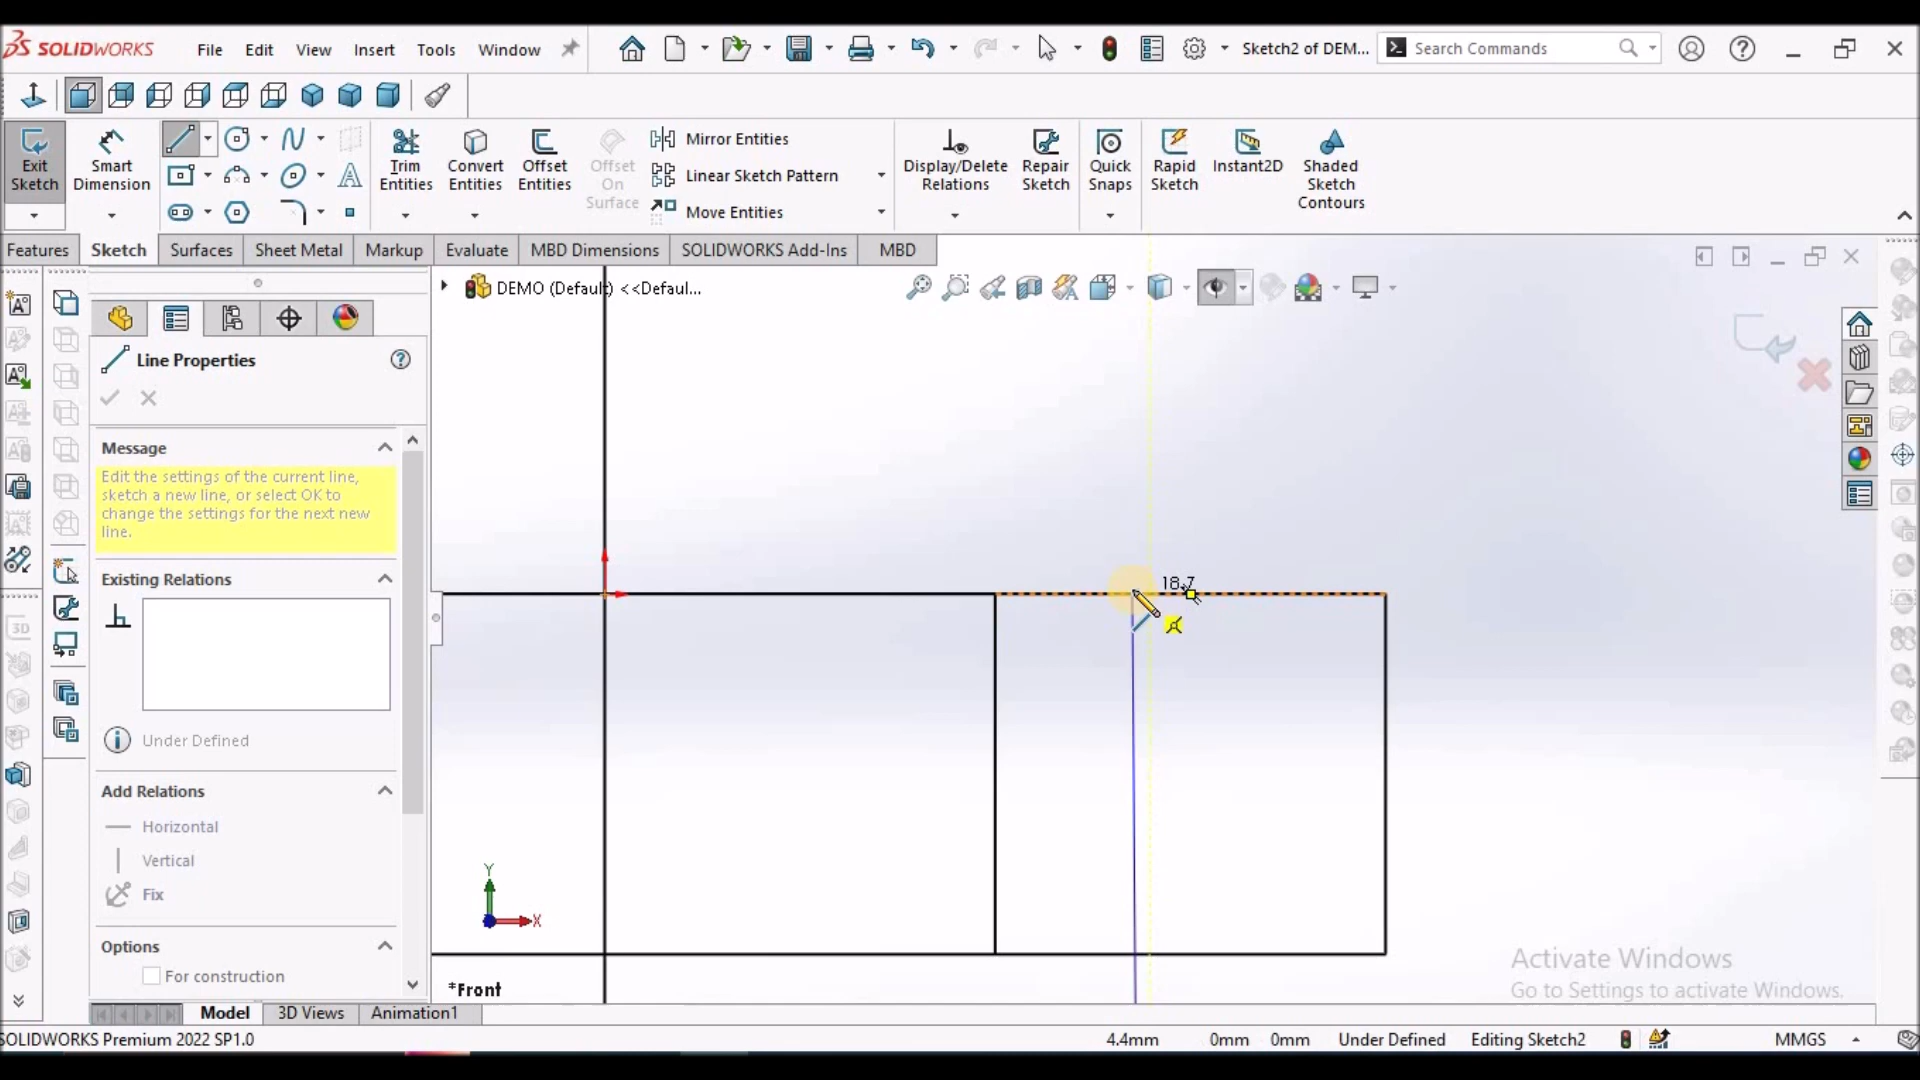 SOLIDWORKS File Edit View Insert Tools Window Sketch2 of DEM... Search Commands
Exit Sketch
Smart Dimension
Trim Entities
Convert Entities
Offset Entities
Offset On Surface
Mirror Entities
Linear Sketch Pattern
Move Entities
Display/Delete Relations
Repair Sketch
Quick Snaps
Rapid Sketch
Instant2D
Shaded Sketch Contours
Features Sketch Surfaces Sheet Metal Markup Evaluate MBD Dimensions SOLIDWORKS Add-Ins MBD
DEMO (Default) <<Defaul...
Line Properties
Message
Edit the settings of the current line,
sketch a new line, or select OK to
change the settings for the next new
line.
Existing Relations
Under Defined
Add Relations
Horizontal
Vertical
Fix
Options
For construction
18.7
Y
X
*Front
Activate Windows
Go to Settings to activate Windows.
Model 3D Views Animation1
SOLIDWORKS Premium 2022 SP1.0 4.4mm 0mm 0mm Under Defined Editing Sketch2 MMGS